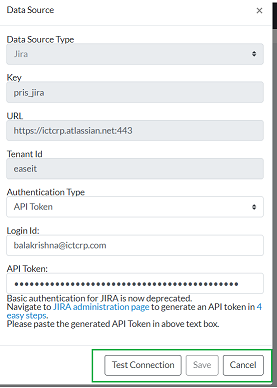 Data Source ×
Data Source Type
Jira
Key
pris_jira
URL
https://ictcrp.atlassian.net:443
Tenant Id
easeit
Authentication Type
API Token
Login Id:
balakrishna@ictcrp.com
API Token:
Basic authentication for JIRA is now deprecated.
Navigate to JIRA administration page to generate an API token in 4
easy steps.
Please paste the generated API Token in above text box.
Test Connection Save Cancel